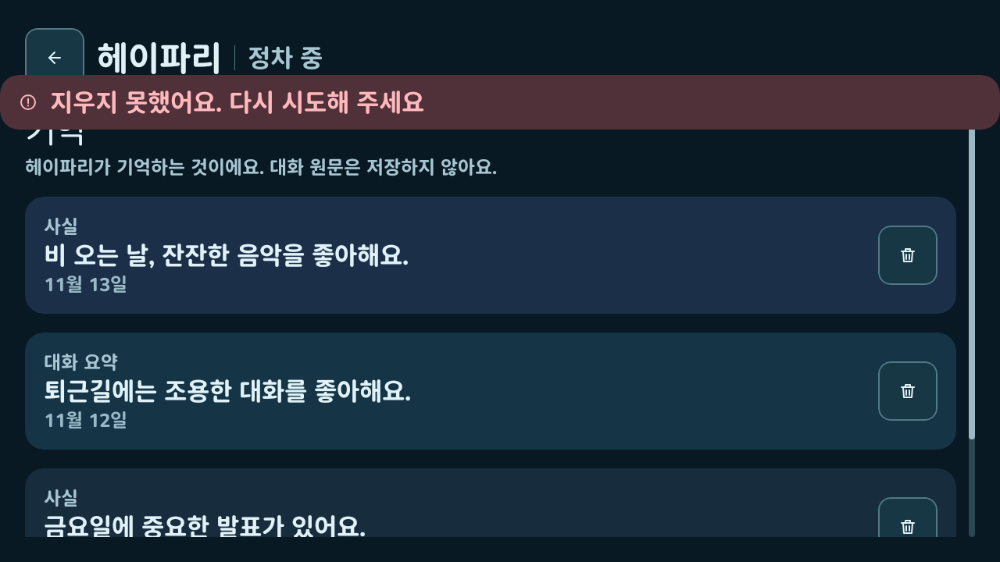 헤이파리
정차 중
지우지 못했어요. 다시 시도해 주세요
기억
헤이파리가 기억하는 것이에요. 대화 원문은 저장하지 않아요.
사실
비 오는 날, 잔잔한 음악을 좋아해요.
11월 13일
대화 요약
퇴근길에는 조용한 대화를 좋아해요.
11월 12일
사실
금요일에 중요한 발표가 있어요.